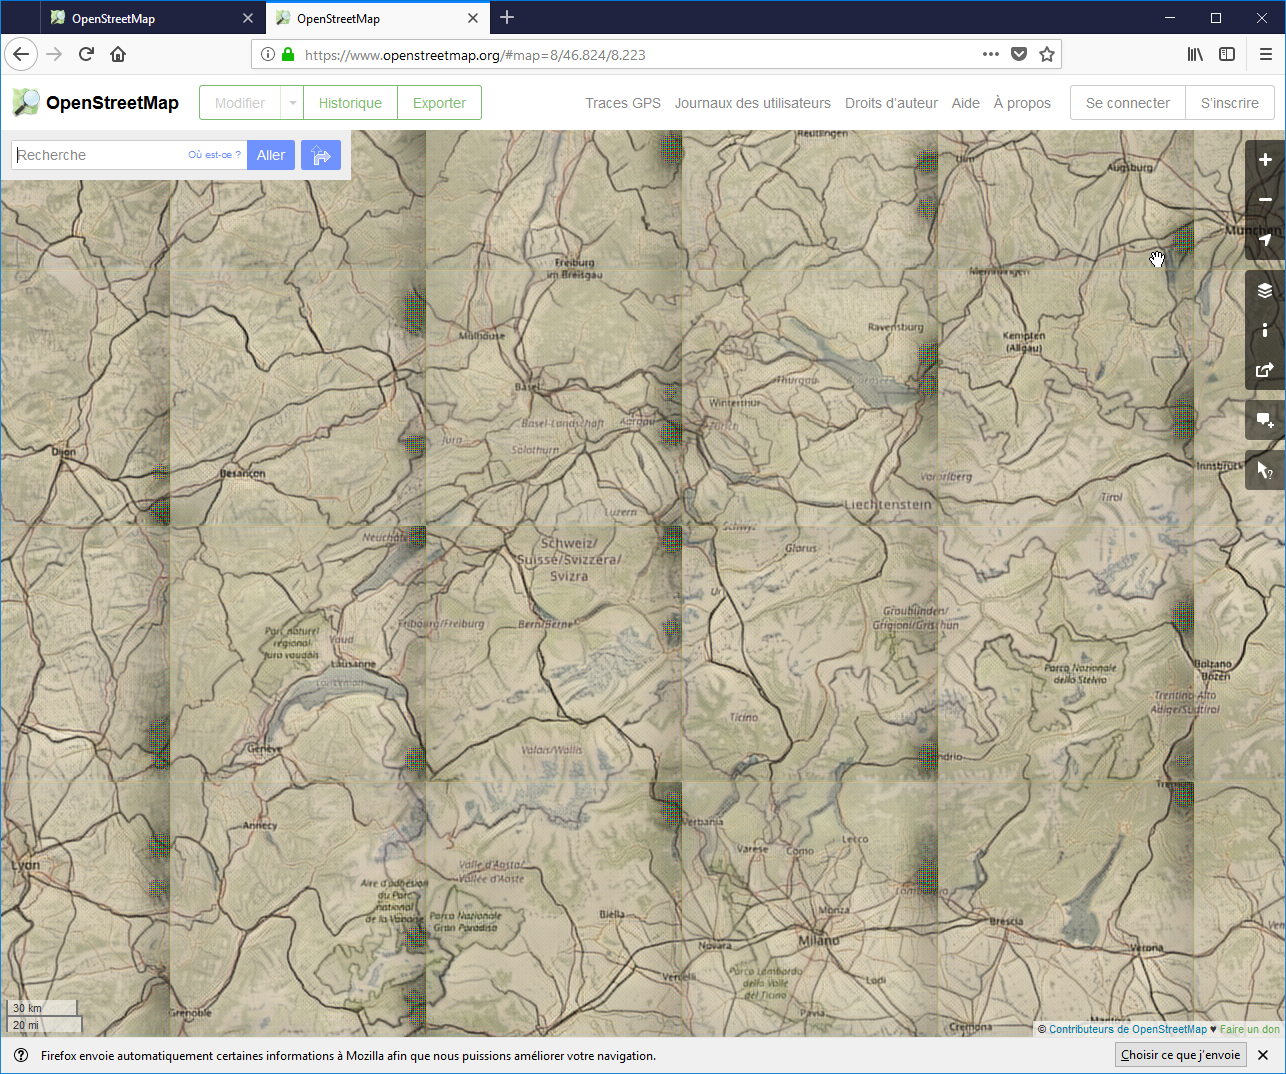 OpenStreetMap
OpenStreetMap
https://www.openstreetmap.org/#map=8/46.824/8.223
OpenStreetMap
Modifier
Historique
Exporter
Traces GPS
Journaux des utilisateurs
Droits d'auteur
Aide
À propos
Se connecter
S'inscrire
Recherche
Où est-ce ?
Aller
Reutlingen
Ulm
Augsburg
München
Freiburg
im Breisgau
Memmingen
Mulhouse
Ravensburg
Kempten
(Allgäu)
Basel
Thurgau
Bodensee
Winterthur
Basel-Landschaft
Aargau
Zürich
Dijon
Jura
Solothurn
Besançon
Innsbruck
Vorarlberg
Liechtenstein
Tirol
Luzern
Schwyz
Neuchâtel
Schweiz/
Suisse/Svizzera/
Svizra
Glarus
Uri
Graubünden/
Grigioni/Grischun
Fribourg/Freiburg
Bern/Berne
Parc naturel
régional
Jura vaudois
Vaud
Lausanne
Parco Nazionale
dello Stelvio
Bolzano
Bozen
Trentino-Alto
Adige/Südtirol
Ticino
Genève
Valais/Wallis
ndrio
Verbania
Annecy
Varese
Como
Lecco
Lyon
Valle d'Aosta/
Vallée d'Aoste
Lombardia
Aire d'adhésion
du Parc
national
de la Vanoise
Parco Nazionale
Gran Paradiso
Biella
Monza
Milano
Brescia
Novara
Verona
Vercelli
Parco Lombardo
della Valle
del Ticino
Lodi
Pavia
Grenoble
Cremona
30 km
20 mi
© Contributeurs de OpenStreetMap ♥ Faire un don
Firefox envoie automatiquement certaines informations à Mozilla afin que nous puissions améliorer votre navigation.
Choisir ce que j'envoie